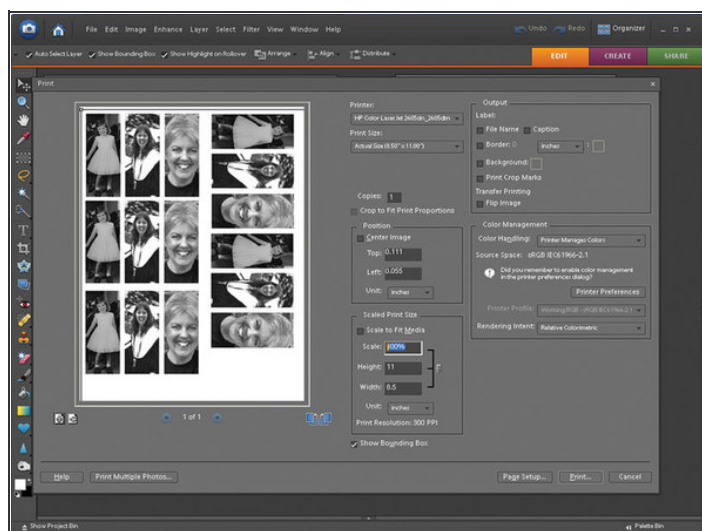 File Edit Image Enhance Layer Select Filter View Window Help
Undo Redo Organizer
Auto Select Layer Show Bounding Box Show Highlight on Rollover Arrange Align Distribute
EDIT CREATE SHARE
Print
Printer:
HP Color LaserJet 2605dn_2605dtn
Print Size:
Actual Size (8.50" x 11.00")
Copies: 1
Crop to Fit Print Proportions
Position
Center Image
Top: 0.111
Left: 0.055
Unit: inches
Scaled Print Size
Scale to Fit Media
Scale: 100%
Height: 11
Width: 8.5
Unit: inches
Print Resolution: 300 PPI
Show Bounding Box
Output
Label:
File Name Caption
Border: 0 inches
Background:
Print Crop Marks
Transfer Printing
Flip Image
Color Management
Color Handling: Printer Manages Colors
Source Space: sRGB IEC61966-2.1
Did you remember to enable color management
in the printer preferences dialog?
Printer Preferences
Printer Profile: Working RGB - sRGB IEC61966-2.1
Rendering Intent: Relative Colorimetric
1 of 1
Help Print Multiple Photos... Page Setup... Print... Cancel
Show Project Bin Palette Bin